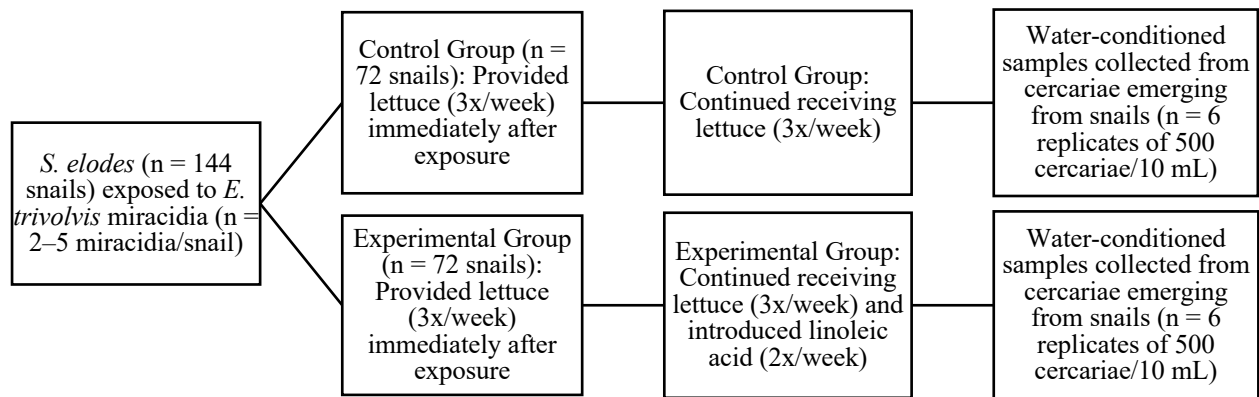 S. elodes (n = 144
snails) exposed to E.
trivolvis miracidia (n =
2–5 miracidia/snail)
Control Group (n =
72 snails): Provided
lettuce (3x/week)
immediately after
exposure
Control Group:
Continued receiving
lettuce (3x/week)
Water-conditioned
samples collected from
cercariae emerging
from snails (n = 6
replicates of 500
cercariae/10 mL)
Experimental Group
(n = 72 snails):
Provided lettuce
(3x/week)
immediately after
exposure
Experimental Group:
Continued receiving
lettuce (3x/week) and
introduced linoleic
acid (2x/week)
Water-conditioned
samples collected from
cercariae emerging
from snails (n = 6
replicates of 500
cercariae/10 mL)